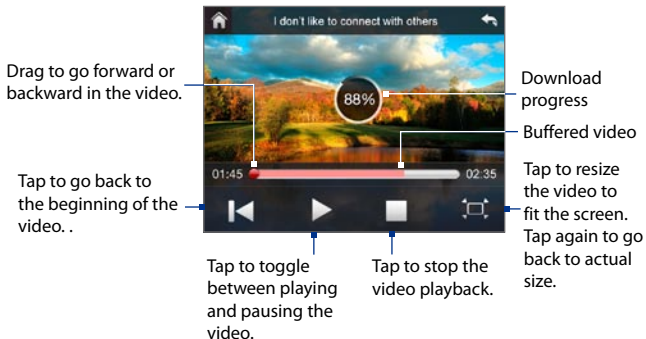 I don't like to connect with others
Drag to go forward or
backward in the video.
88%
Download
progress
Buffered video
01:45
02:35
Tap to go back to
the beginning of the
video. .
Tap to resize
the video to
fit the screen.
Tap again to go
back to actual
size.
Tap to toggle
between playing
and pausing the
video.
Tap to stop the
video playback.